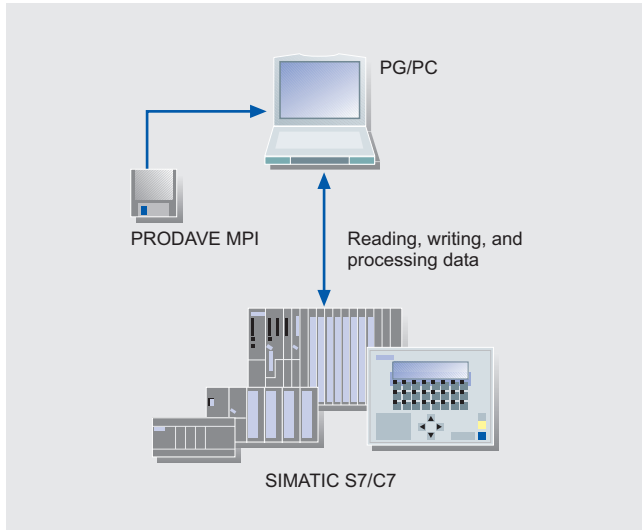 PG/PC
PRODAVE MPI
Reading, writing, and
processing data
SIMATIC S7/C7